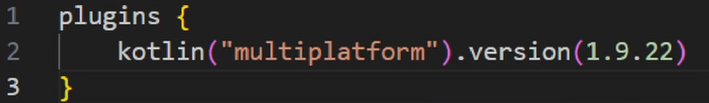 1 plugins {
2 kotlin("multiplatform").version(1.9.22)
3 }